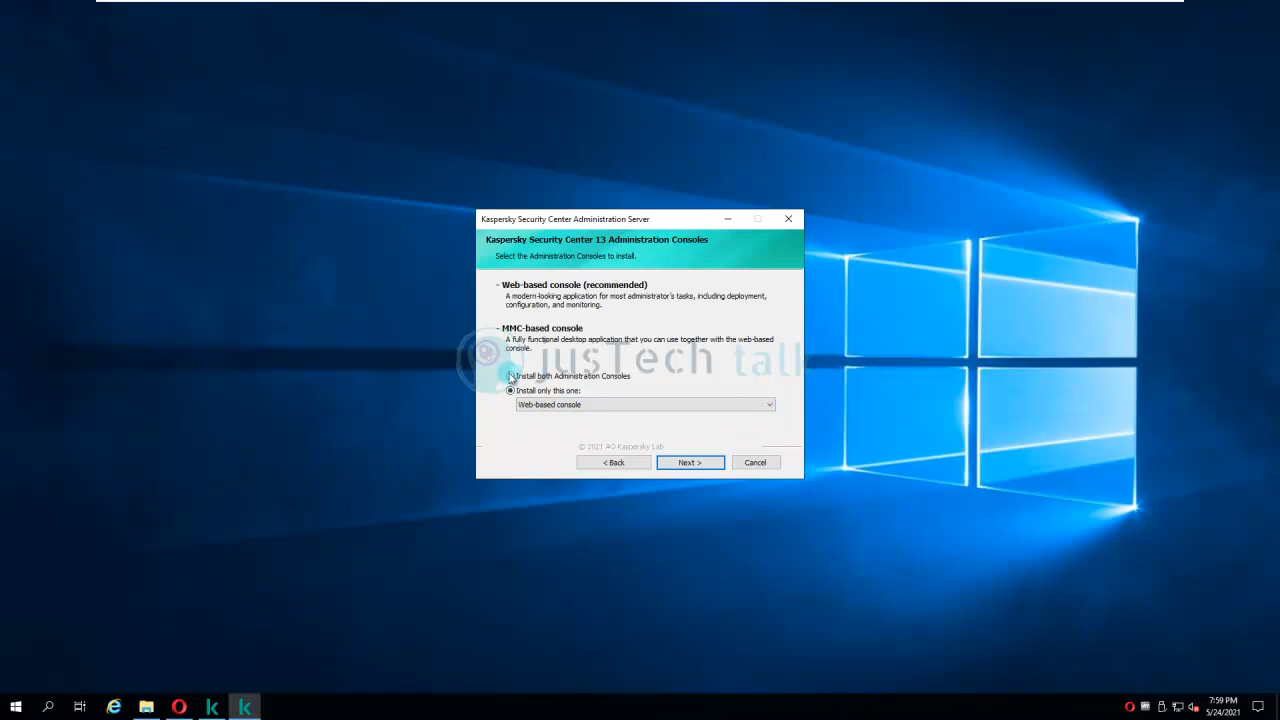 Kaspersky Security Center Administration Server
Kaspersky Security Center 13 Administration Consoles
Select the Administration Consoles to install.
- Web-based console (recommended)
A modern-looking application for most administrator's tasks, including deployment,
configuration, and monitoring.
- MMC-based console
A fully functional desktop application that you can use together with the web-based
console.
jusTech talk
Install both Administration Consoles
Install only this one:
Web-based console
© 2021 AO Kaspersky Lab
< Back
Next >
Cancel
7:59 PM
5/24/2021